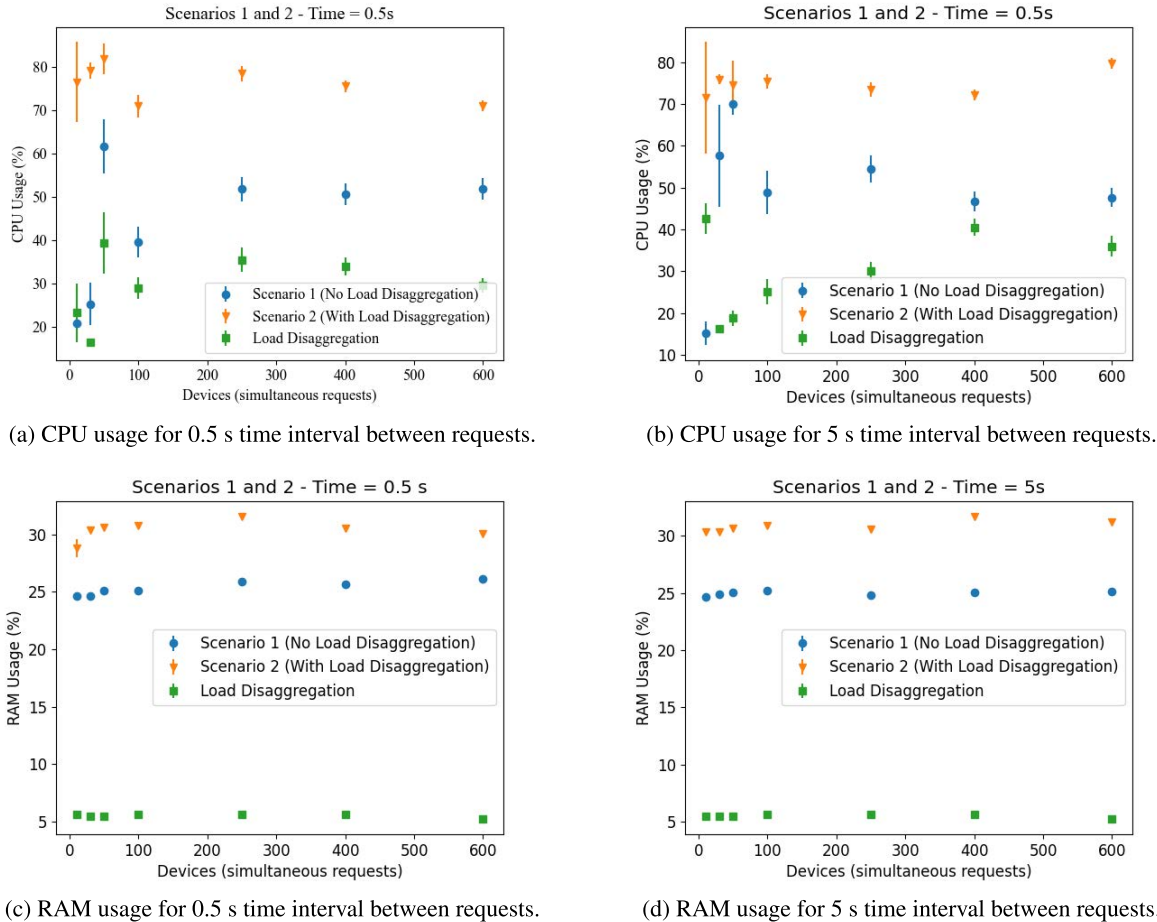 Scenarios 1 and 2 - Time = 0.5s
CPU Usage (%)
80
70
60
50
40
30
20
Scenario 1 (No Load Disaggregation)
Scenario 2 (With Load Disaggregation)
Load Disaggregation
0 100 200 300 400 500 600
Devices (simultaneous requests)
(a) CPU usage for 0.5 s time interval between requests.
Scenarios 1 and 2 - Time = 0.5s
CPU Usage (%)
80
70
60
50
40
30
20
10
Scenario 1 (No Load Disaggregation)
Scenario 2 (With Load Disaggregation)
Load Disaggregation
0 100 200 300 400 500 600
Devices (simultaneous requests)
(b) CPU usage for 5 s time interval between requests.
Scenarios 1 and 2 - Time = 0.5 s
RAM Usage (%)
30
25
20
15
10
5
Scenario 1 (No Load Disaggregation)
Scenario 2 (With Load Disaggregation)
Load Disaggregation
0 100 200 300 400 500 600
Devices (simultaneous requests)
(c) RAM usage for 0.5 s time interval between requests.
Scenarios 1 and 2 - Time = 5s
RAM Usage (%)
30
25
20
15
10
5
Scenario 1 (No Load Disaggregation)
Scenario 2 (With Load Disaggregation)
Load Disaggregation
0 100 200 300 400 500 600
Devices (simultaneous requests)
(d) RAM usage for 5 s time interval between requests